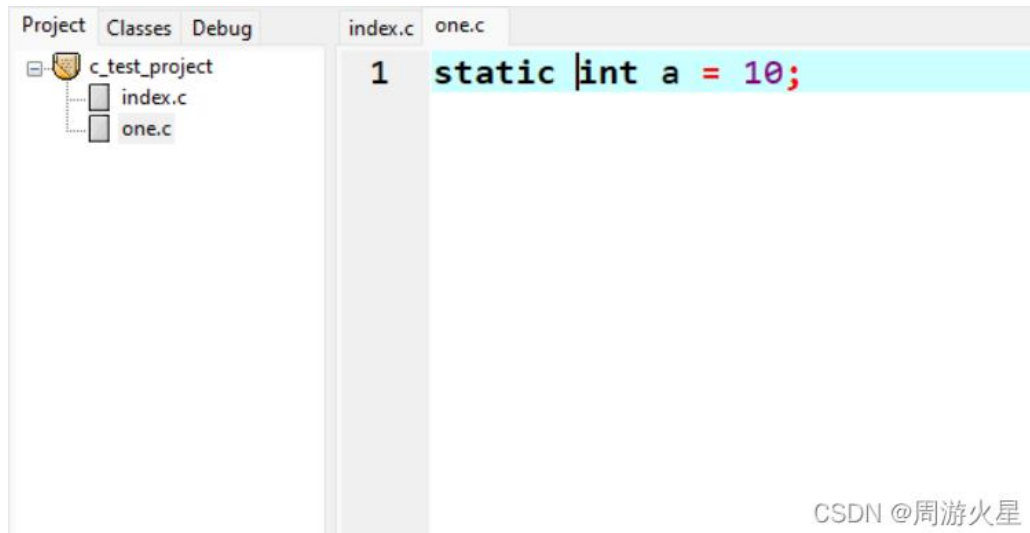 Project Classes Debug
index.c one.c
c_test_project
index.c
one.c
1 static int a = 10;
CSDN @周游火星